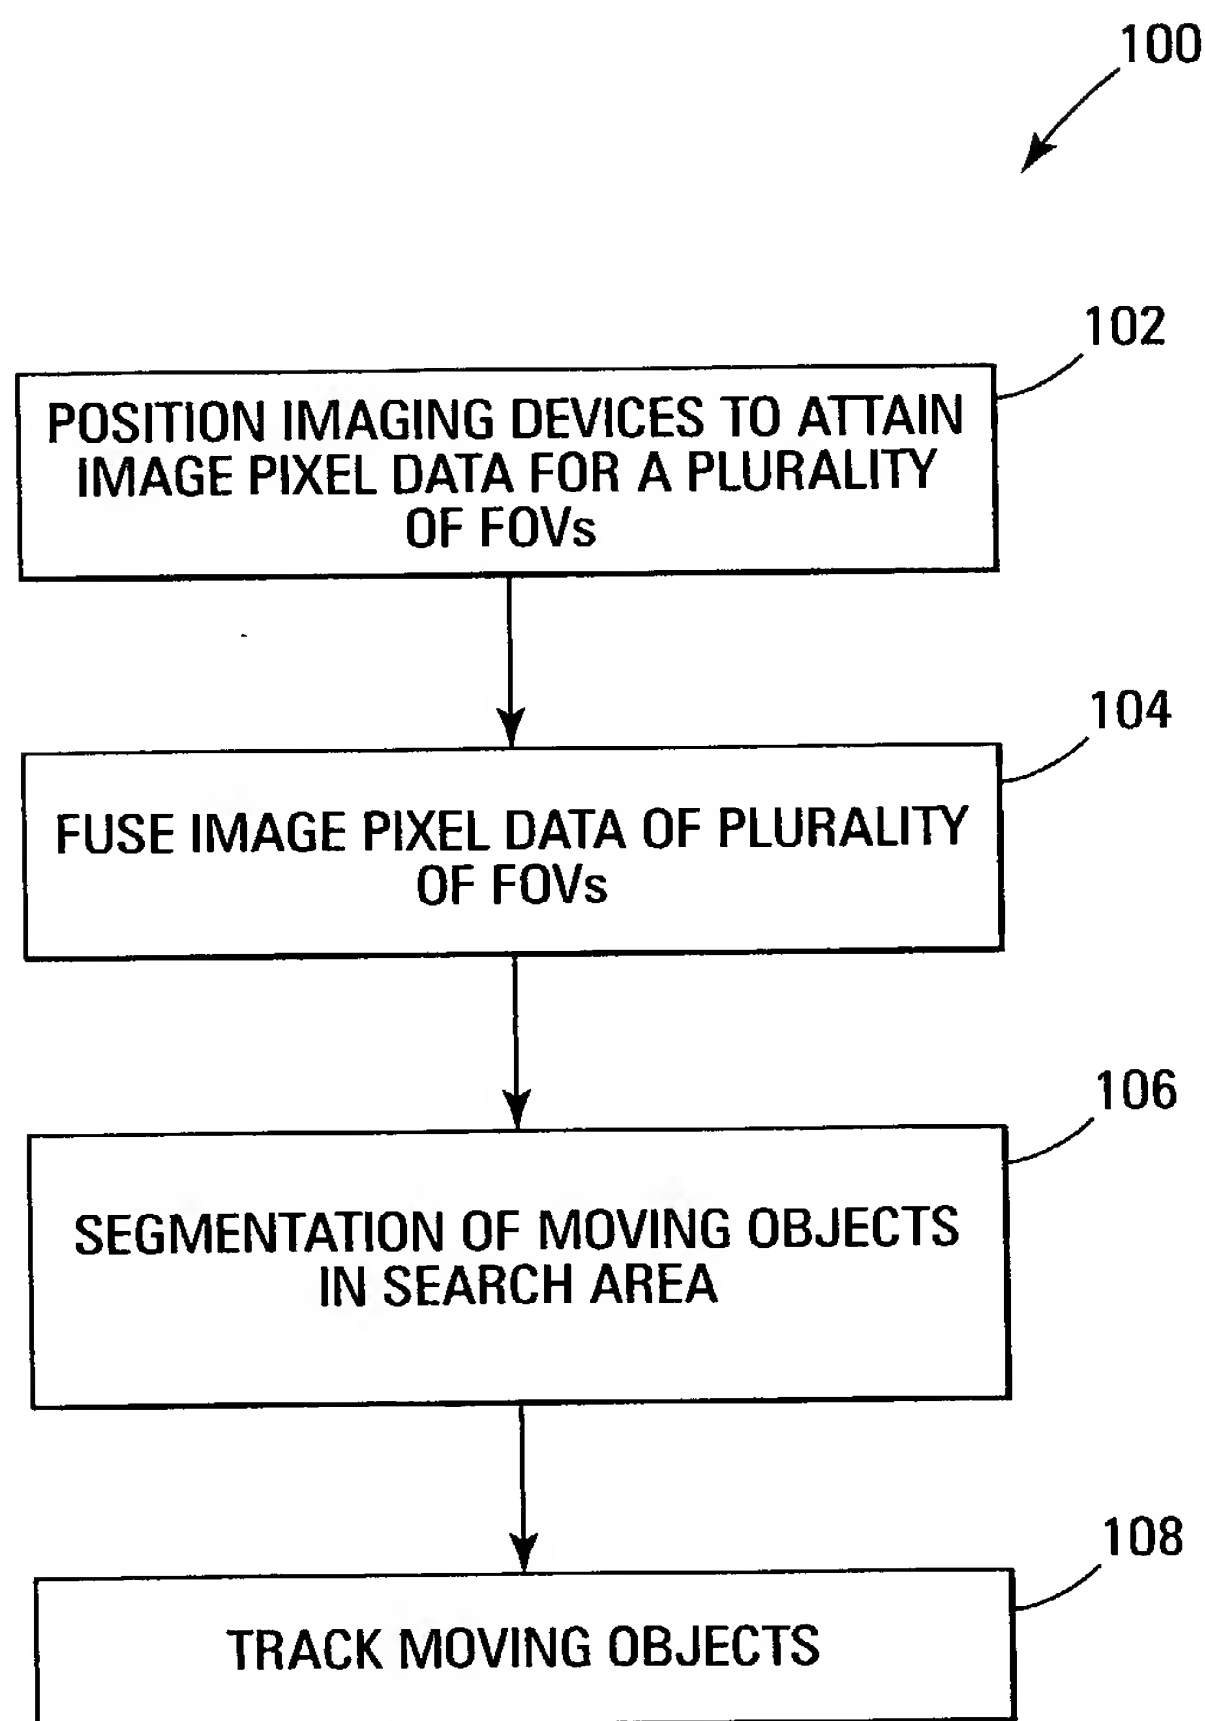 100
102
POSITION IMAGING DEVICES TO ATTAIN
IMAGE PIXEL DATA FOR A PLURALITY
OF FOVs
104
FUSE IMAGE PIXEL DATA OF PLURALITY
OF FOVs
106
SEGMENTATION OF MOVING OBJECTS
IN SEARCH AREA
108
TRACK MOVING OBJECTS